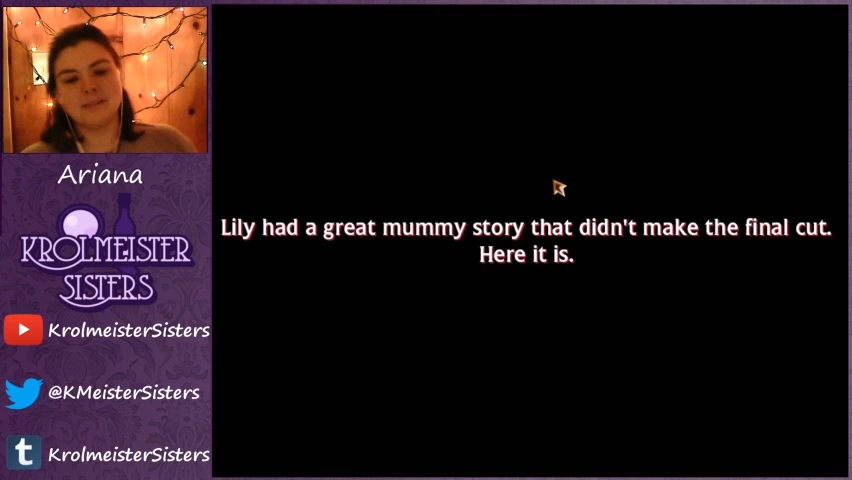 Ariana
KROLMEISTER
SISTERS
KrolmeisterSisters
@KMeisterSisters
t
KrolmeisterSisters
Lily had a great mummy story that didn't make the final cut.
Here it is.